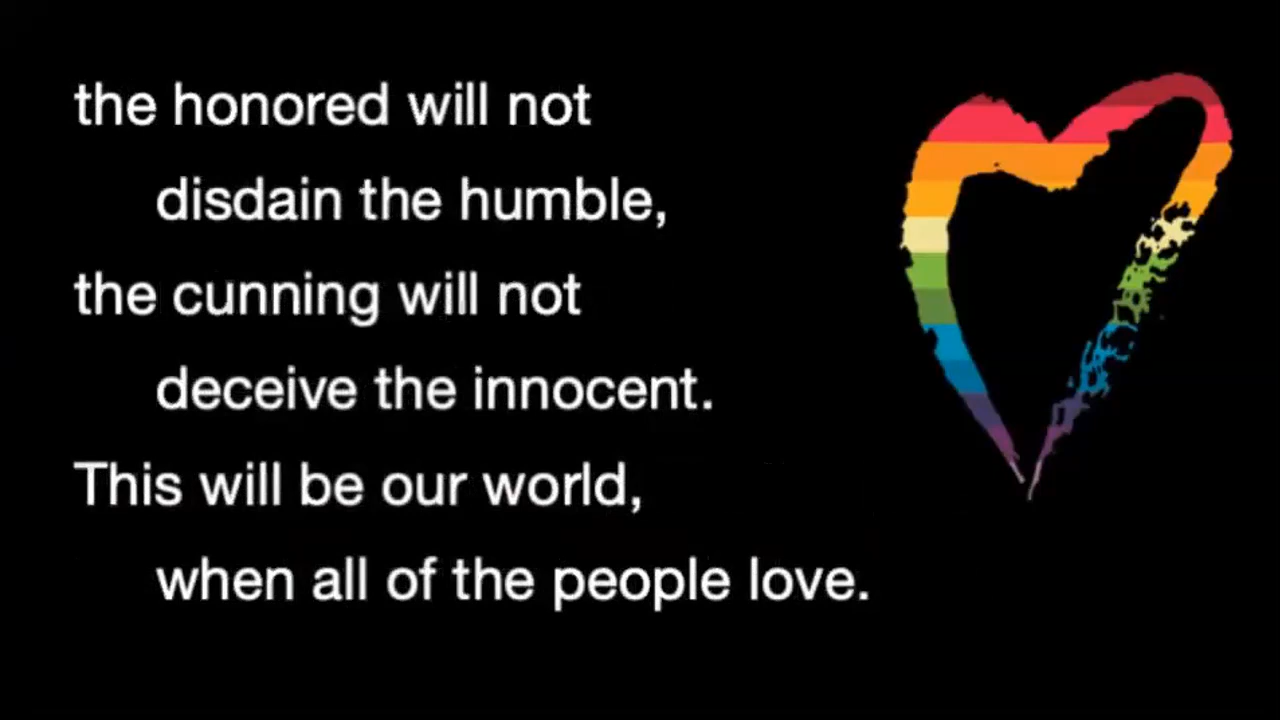 the honored will not
disdain the humble,
the cunning will not
deceive the innocent.
This will be our world,
when all of the people love.